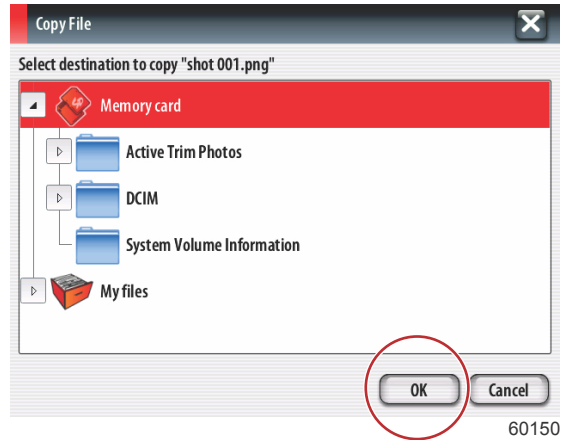 Copy File
Select destination to copy "shot 001.png"
Memory card
Active Trim Photos
DCIM
System Volume Information
My files
OK
Cancel
60150